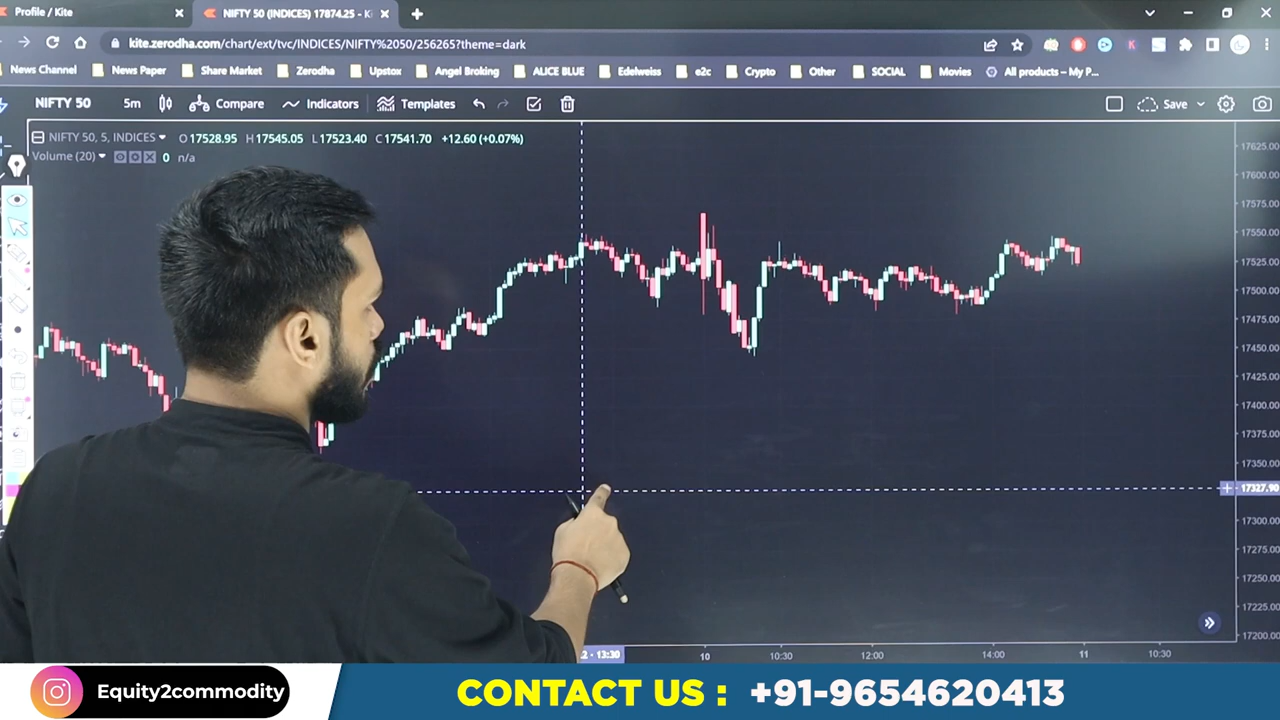 Profile / Kite
NIFTY 50 (INDICES) 17874.25 - Ki
kite.zerodha.com/chart/ext/tvc/INDICES/NIFTY%2050/256265?theme=dark
News Channel News Paper Share Market Zerodha Upstox Angel Broking ALICE BLUE Edelweiss e2c Crypto Other SOCIAL Movies All products – My P...
NIFTY 50 5m Compare Indicators Templates Save
NIFTY 50, 5, INDICES O17528.95 H17545.05 L17523.40 C17541.70 +12.60 (+0.07%)
Volume (20) 0 n/a
17625.00
17600.00
17575.00
17550.00
17525.00
17500.00
17475.00
17450.00
17425.00
17400.00
17375.00
17350.00
17327.90
17300.00
17275.00
17250.00
17225.00
17200.00
2 - 13:30 10 10:30 12:00 14:00 11 10:30
Equity2commodity
CONTACT US : +91-9654620413